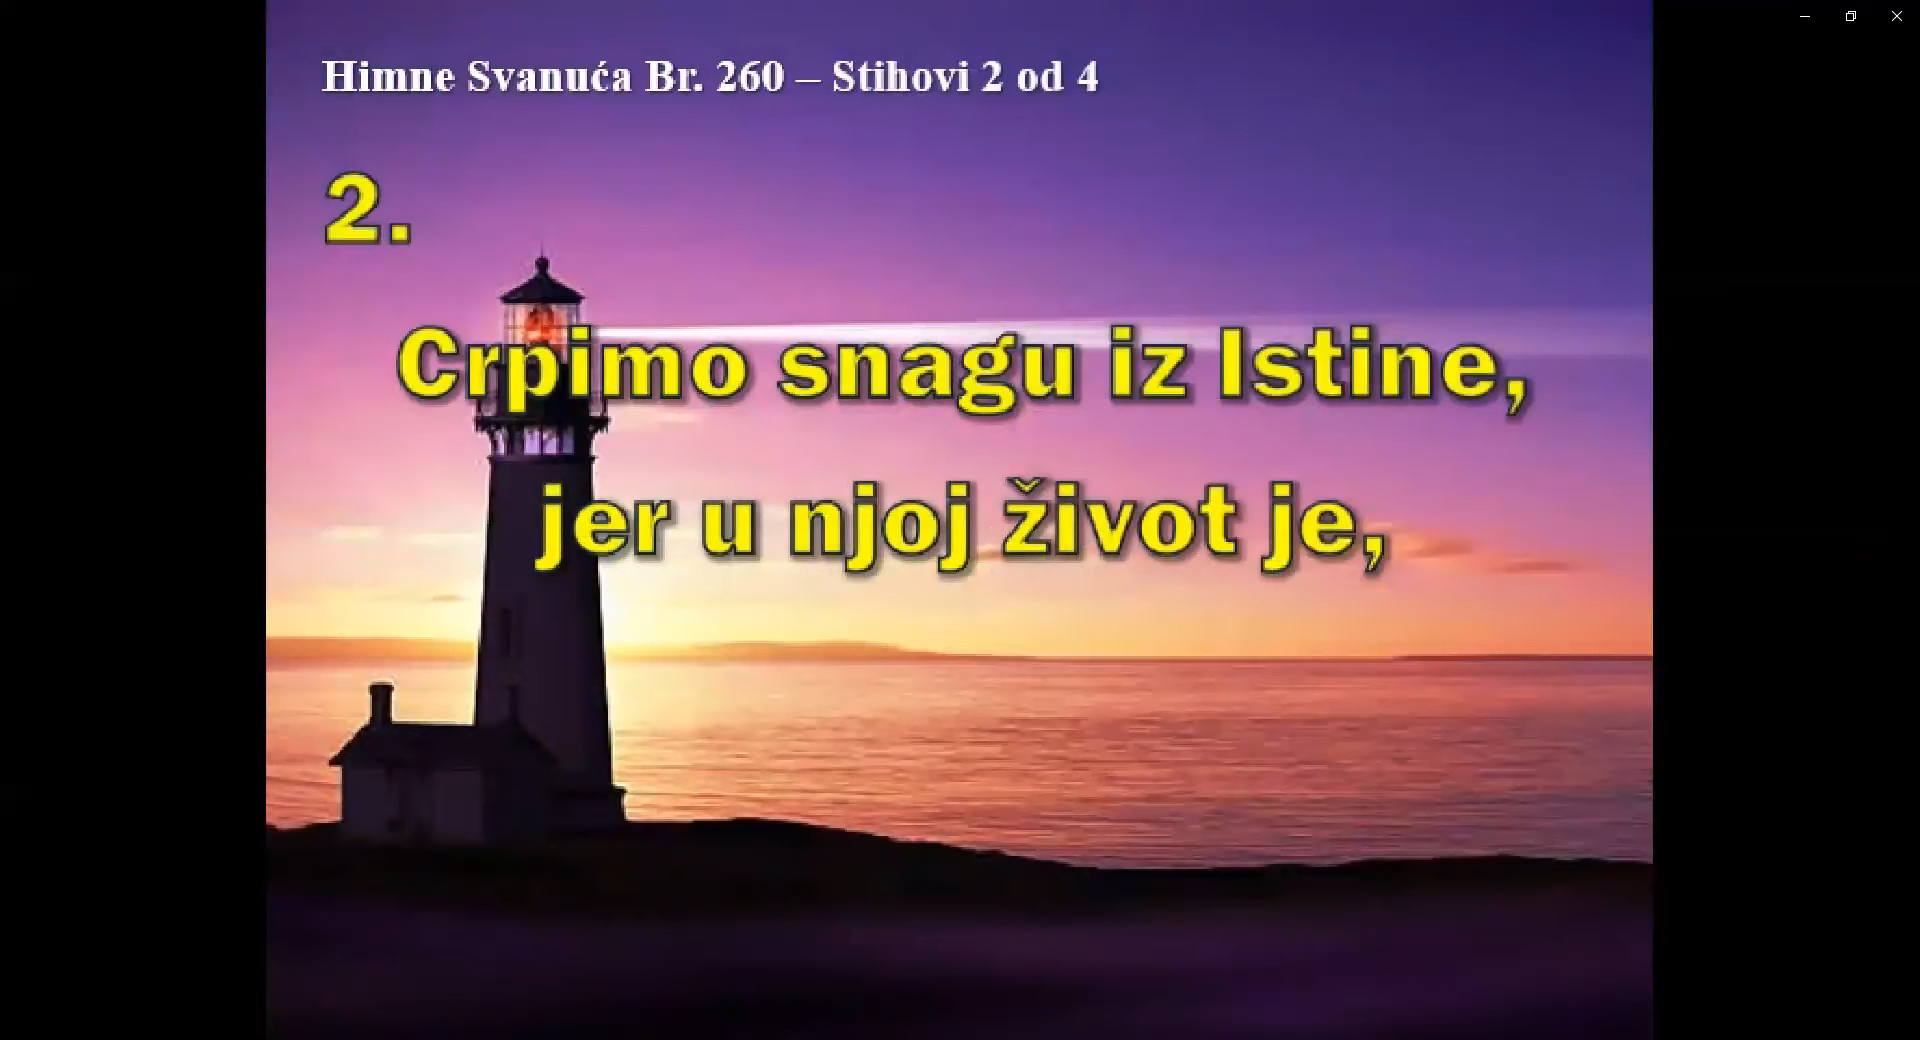 Himne Svanuća Br. 260 – Stihovi 2 od 4
2.
Crpimo snagu iz Istine,
jer u njoj život je,